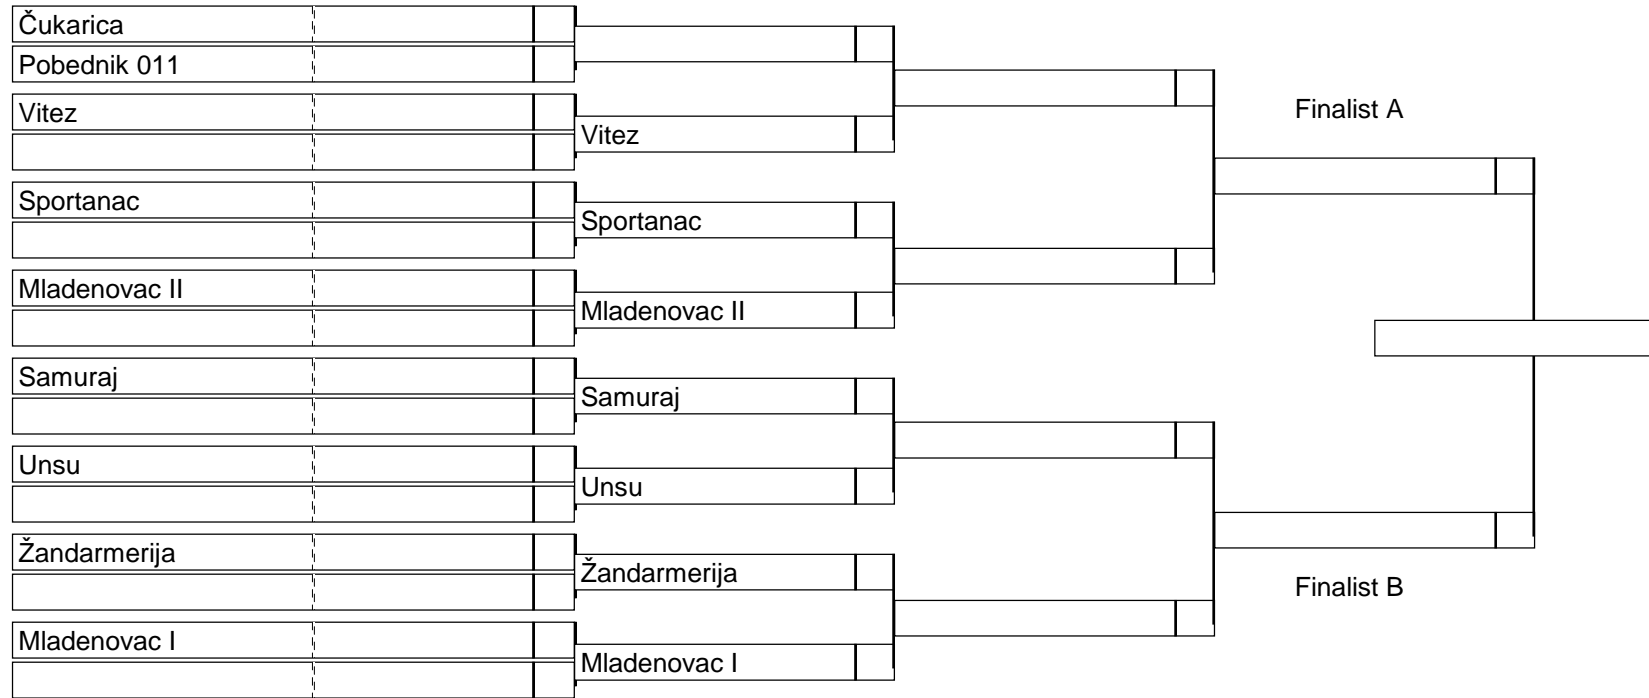 Čukarica
Pobednik 011
Vitez
Sportanac
Mladenovac II
Samuraj
Unsu
Žandarmerija
Mladenovac I
Vitez
Sportanac
Mladenovac II
Samuraj
Unsu
Žandarmerija
Mladenovac I
Finalist A
Finalist B